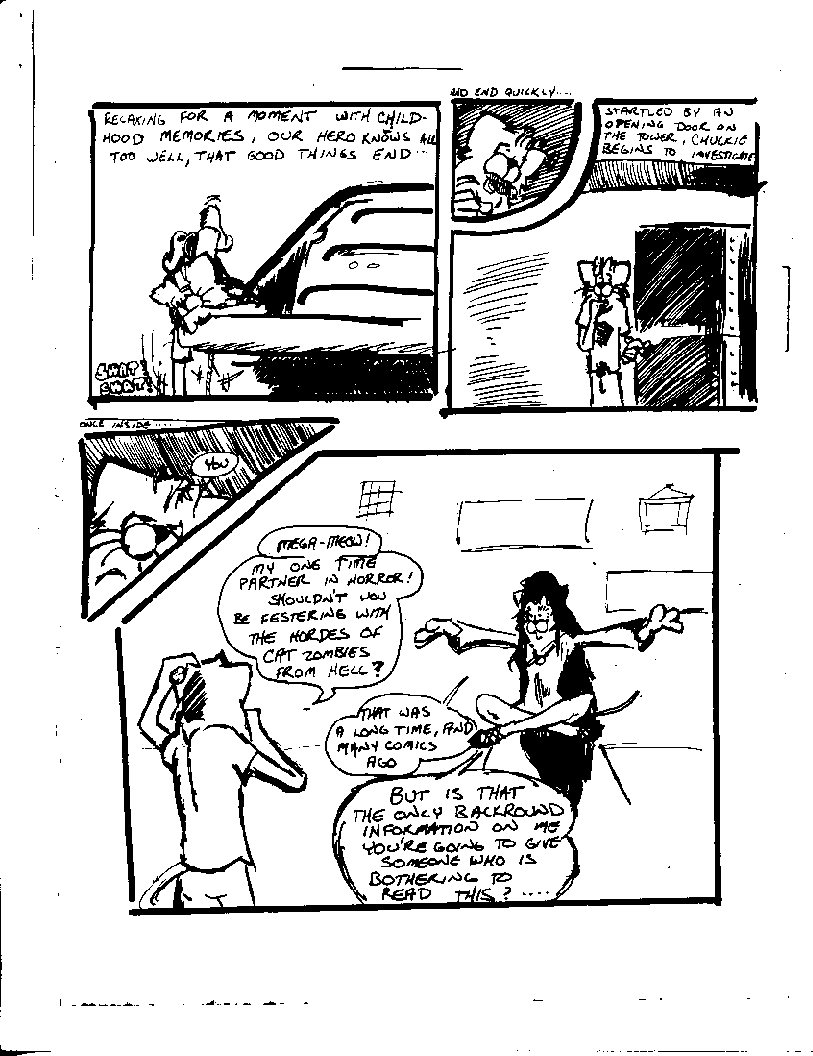 RELAXING FOR A MOMENT WITH CHILD-
HOOD MEMORIES, OUR HERO KNOWS ALL
TOO WELL, THAT GOOD THINGS END...
SWAT!
SWAT!
AND END QUICKLY....
STARTLED BY AN
OPENING DOOR ON
THE TOWER, CHUCKIE
BEGINS TO INVESTIGATE
ONCE INSIDE....
YOU
MEGA-MEOW!
MY ONE TIME
PARTNER IN HORROR!
SHOULDN'T YOU
BE FESTERING WITH
THE HORDES OF
CAT ZOMBIES
FROM HELL?
THAT WAS
A LONG TIME, AND
MANY COMICS
AGO
BUT IS THAT
THE ONLY BACKROUND
INFORMATION ON ME
YOU'RE GOING TO GIVE
SOMEONE WHO IS
BOTHERING TO
READ THIS?....